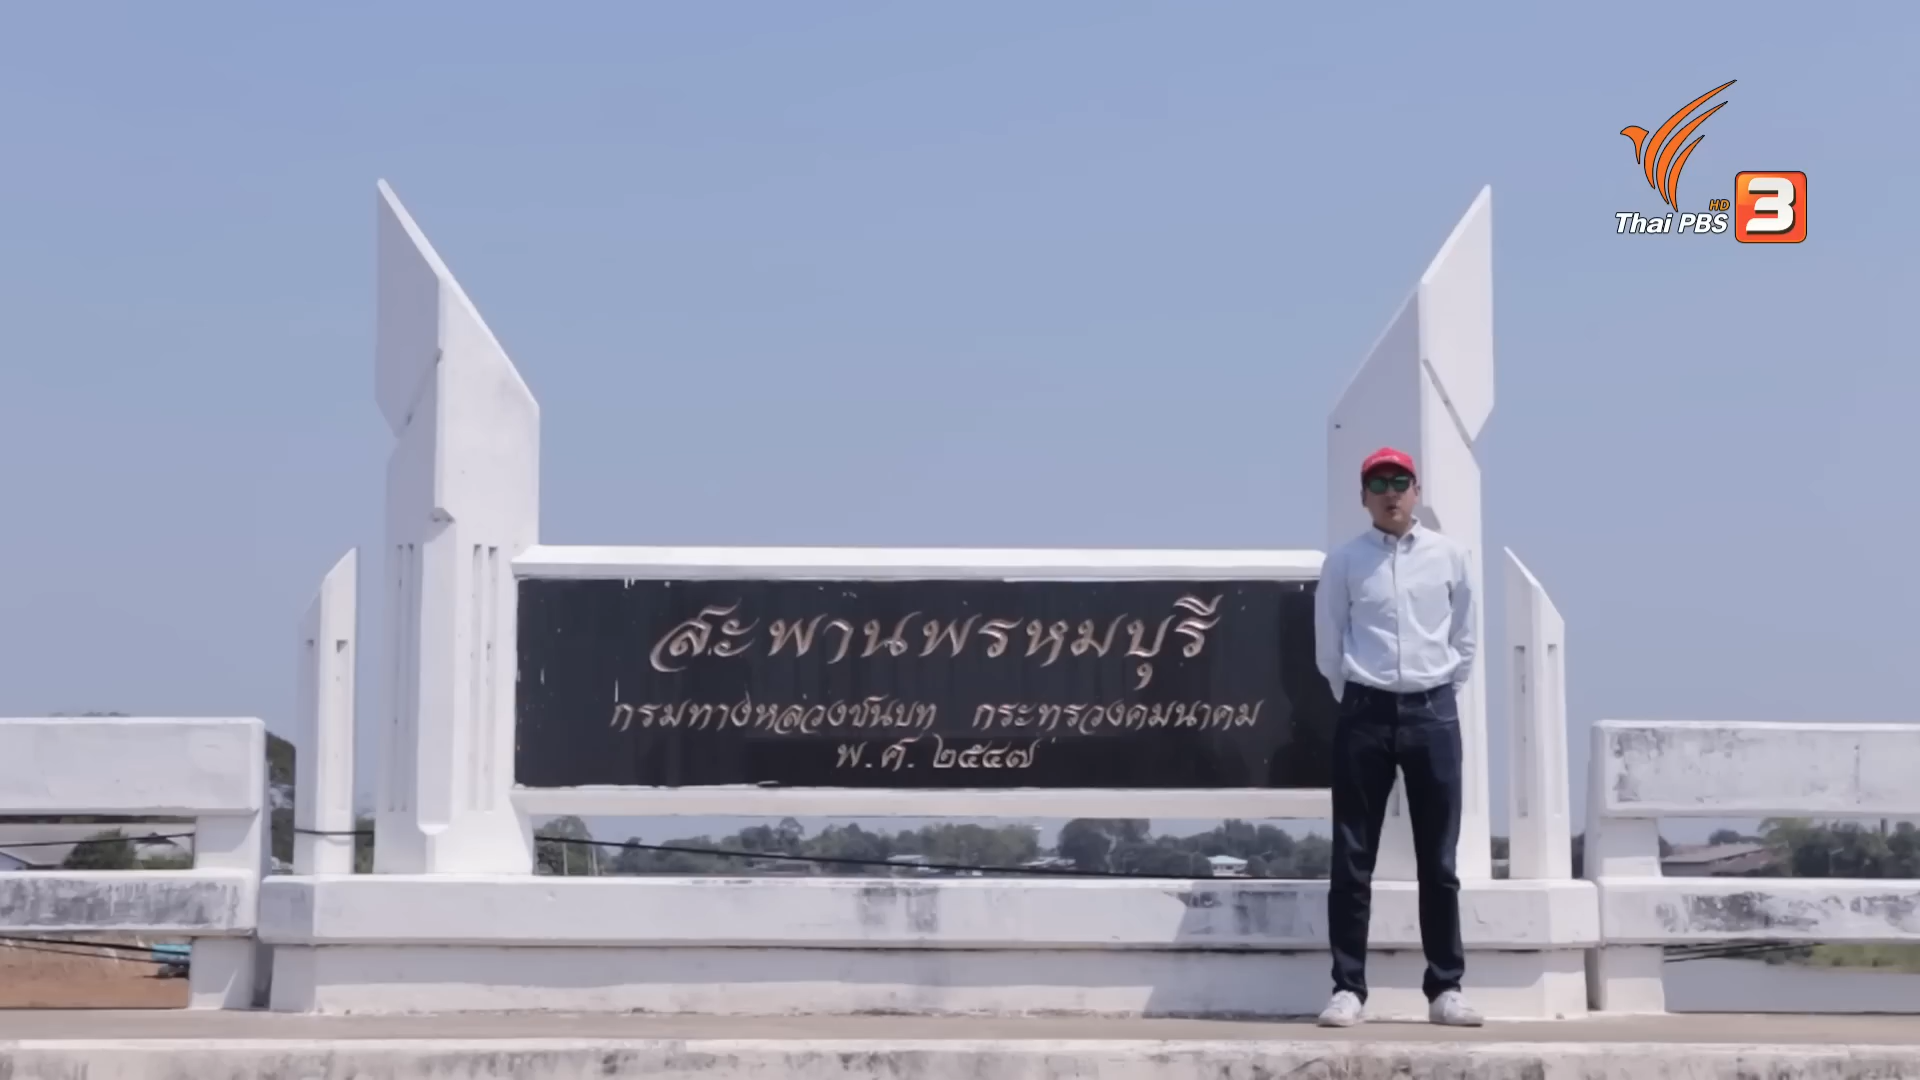 HD
Thai PBS 3
สะพานพรหมบุรี
กรมทางหลวงชนบท กระทรวงคมนาคม
พ.ศ. ๒๕๔๗